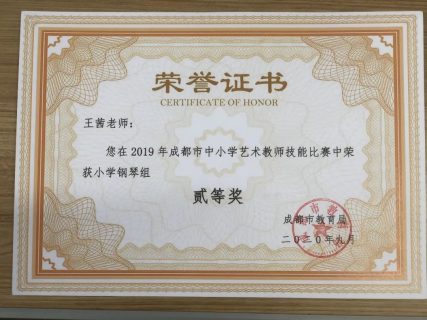 荣誉证书
CERTIFICATE OF HONOR
王茜老师：
您在2019年成都市中小学艺术教师技能比赛中荣
获小学钢琴组
贰等奖
成都市教育局
二〇二〇年九月